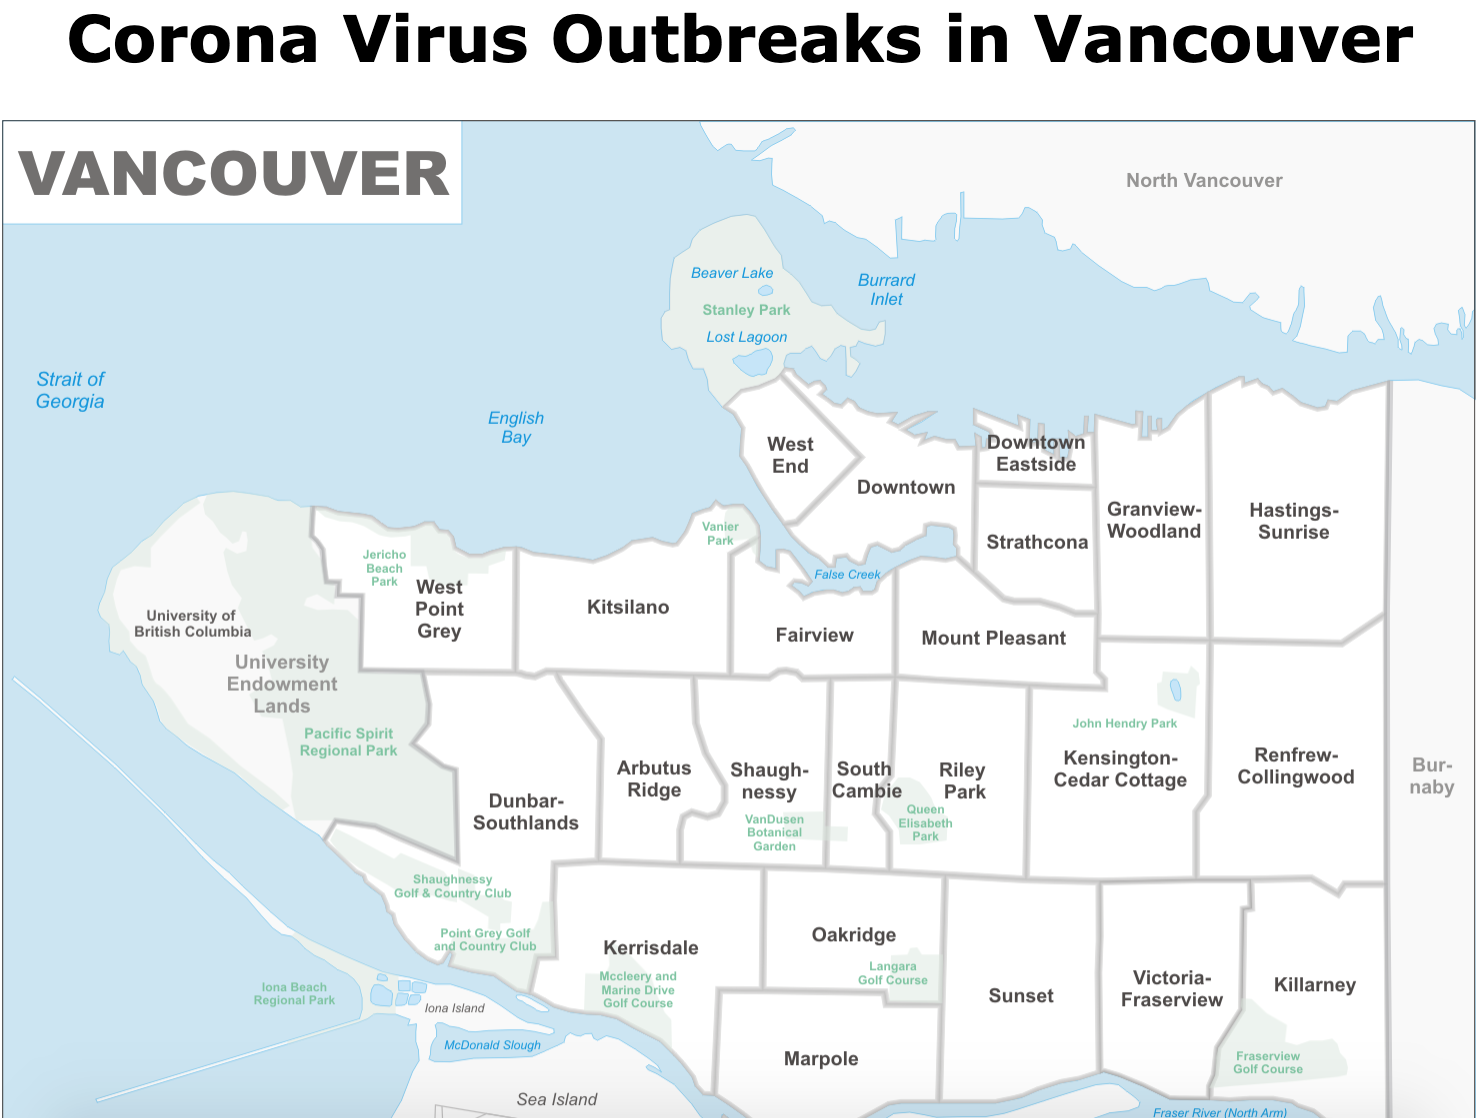 Corona Virus Outbreaks in Vancouver
VANCOUVER
North Vancouver
Beaver Lake
Stanley Park
Lost Lagoon
Burrard
Inlet
Strait of
Georgia
English
Bay
West
End
Downtown
Downtown
Eastside
Strathcona
Granview-
Woodland
Hastings-
Sunrise
Vanier
Park
False Creek
Jericho
Beach
Park
West
Point
Grey
Kitsilano
Fairview
Mount Pleasant
University of
British Columbia
University
Endowment
Lands
Pacific Spirit
Regional Park
Dunbar-
Southlands
Arbutus
Ridge
Shaugh-
nessy
VanDusen
Botanical
Garden
South
Cambie
Riley
Park
Queen
Elisabeth
Park
John Hendry Park
Kensington-
Cedar Cottage
Renfrew-
Collingwood
Bur-
naby
Shaughnessy
Golf & Country Club
Point Grey Golf
and Country Club
Kerrisdale
Mccleery and
Marine Drive
Golf Course
Oakridge
Langara
Golf Course
Sunset
Victoria-
Fraserview
Killarney
Fraserview
Golf Course
Marpole
Iona Beach
Regional Park
Iona Island
McDonald Slough
Sea Island
Fraser River (North Arm)